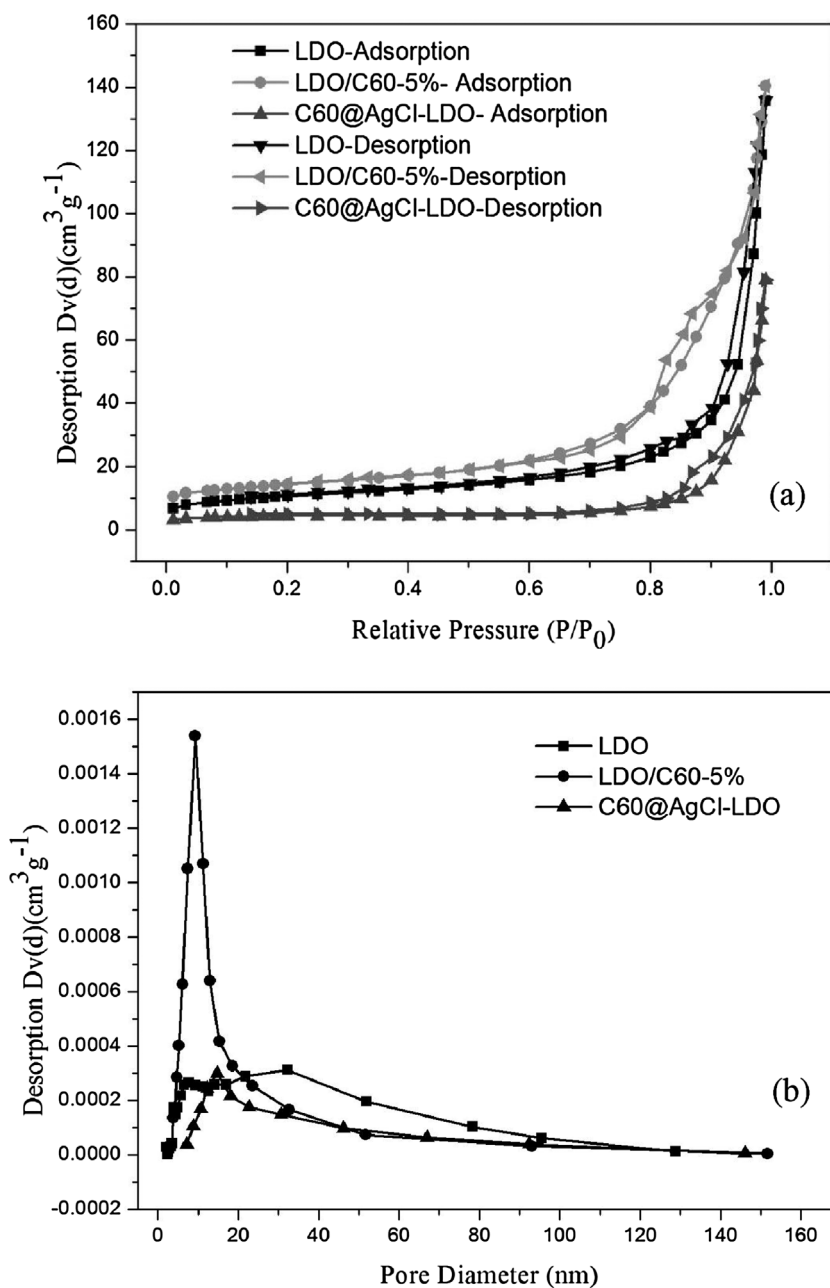 160
140
120
100
80
60
40
20
0
Desorption Dv(d)(cm³g⁻¹)
LDO-Adsorption
LDO/C60-5%- Adsorption
C60@AgCl-LDO- Adsorption
LDO-Desorption
LDO/C60-5%-Desorption
C60@AgCl-LDO-Desorption
(a)
0.0 0.2 0.4 0.6 0.8 1.0
Relative Pressure (P/P₀)
0.0016
0.0014
0.0012
0.0010
0.0008
0.0006
0.0004
0.0002
0.0000
-0.0002
Desorption Dv(d)(cm³g⁻¹)
LDO
LDO/C60-5%
C60@AgCl-LDO
(b)
0 20 40 60 80 100 120 140 160
Pore Diameter (nm)